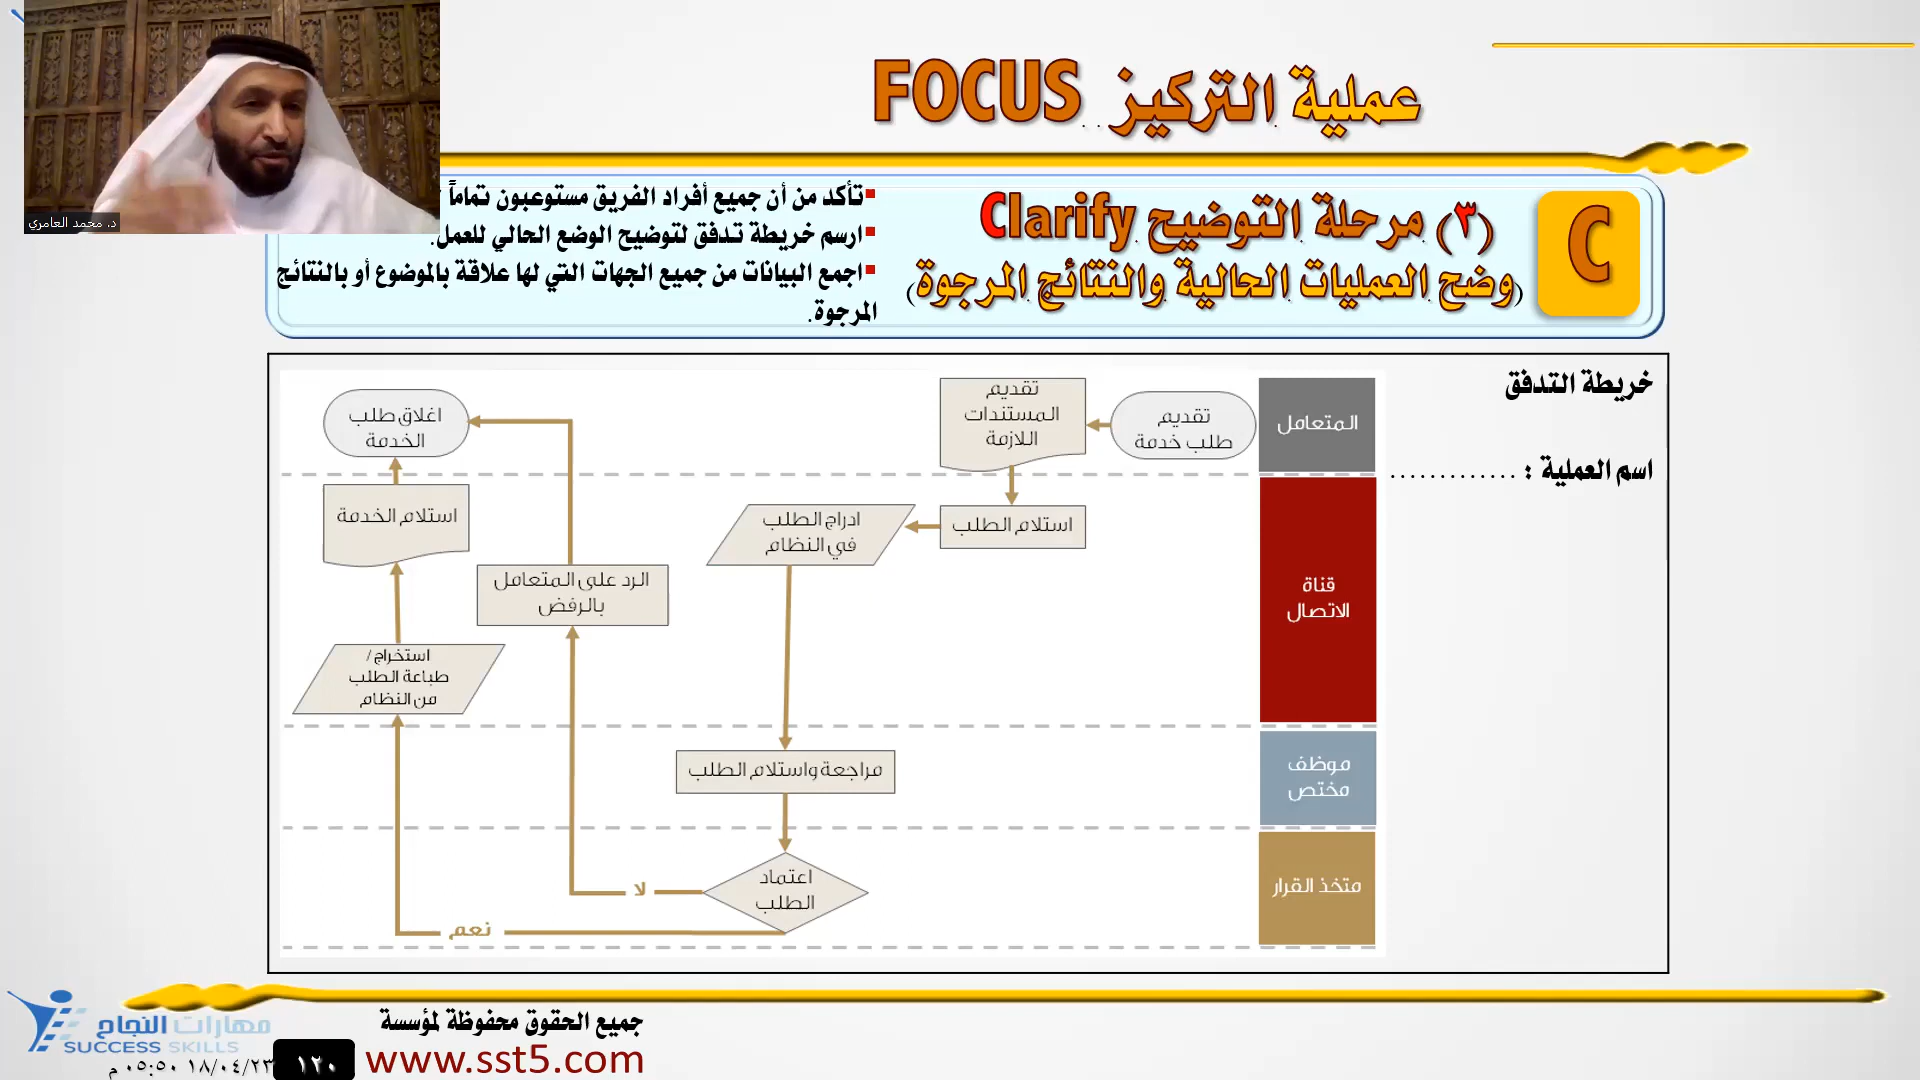 عملية التركيز FOCUS
C
(٣) مرحلة التوضيح Clarify
(وضح العمليات الحالية والنتائج المرجوة)
تأكد من أن جميع أفراد الفريق مستوعبون تماماً
ارسم خريطة تدفق لتوضيح الوضع الحالي للعمل.
اجمع البيانات من جميع الجهات التي لها علاقة بالموضوع أو بالنتائج
المرجوة.
د. محمد العامري
خريطة التدفق
اسم العملية : .............
المتعامل
تقديم
طلب خدمة
تقديم
المستندات
اللازمة
اغلاق طلب
الخدمة
قناة
الاتصال
استلام الطلب
ادراج الطلب
في النظام
الرد على المتعامل
بالرفض
استلام الخدمة
استخراج/
طباعة الطلب
من النظام
موظف
مختص
مراجعة واستلام الطلب
متخذ القرار
اعتماد
الطلب
لا
نعم
جميع الحقوق محفوظة لمؤسسة
www.sst5.com
مهارات النجاح
SUCCESS SKILLS
١٢٠
١٨/٠٤/٢٣ ٠٥:٥٠ م